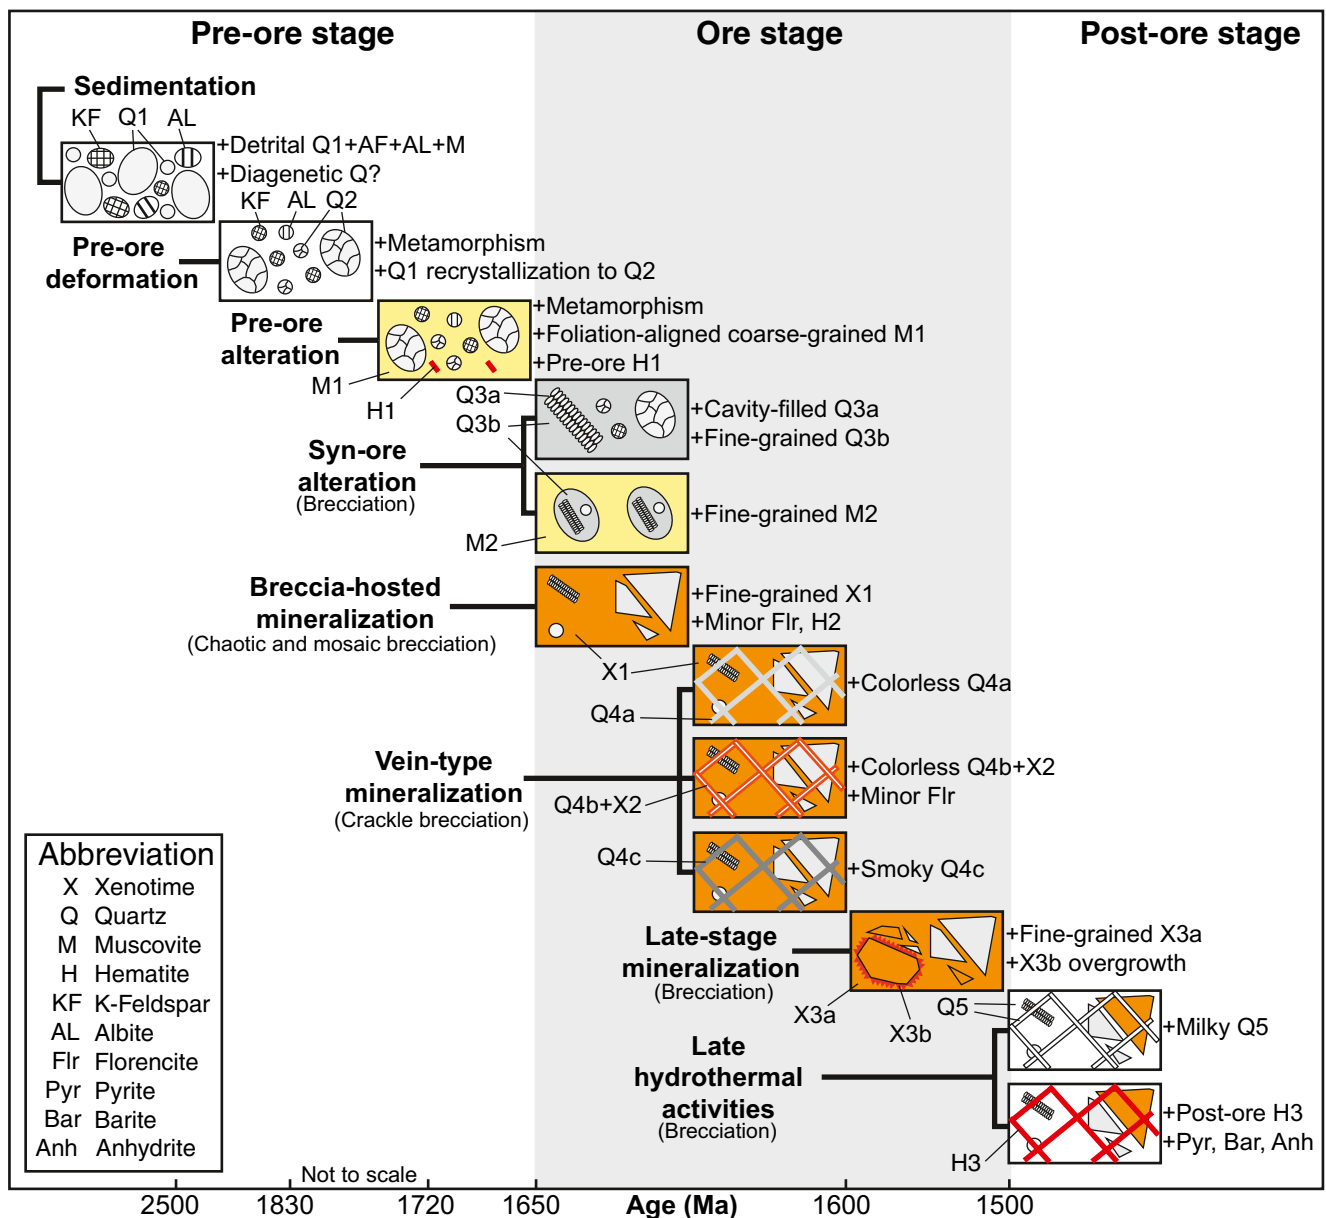 Pre-ore stage
Ore stage
Post-ore stage
Sedimentation
KF
Q1
AL
+Detrital Q1+AF+AL+M
+Diagenetic Q?
KF
AL
Q2
Pre-ore
deformation
+Metamorphism
+Q1 recrystallization to Q2
Pre-ore
alteration
+Metamorphism
+Foliation-aligned coarse-grained M1
+Pre-ore H1
M1
H1
Q3a
Q3b
+Cavity-filled Q3a
+Fine-grained Q3b
Syn-ore
alteration
(Brecciation)
+Fine-grained M2
M2
Breccia-hosted
mineralization
(Chaotic and mosaic brecciation)
+Fine-grained X1
+Minor Flr, H2
X1
Q4a
+Colorless Q4a
Vein-type
mineralization
(Crackle brecciation)
+Colorless Q4b+X2
+Minor Flr
Q4b+X2
Q4c
+Smoky Q4c
Late-stage
mineralization
(Brecciation)
+Fine-grained X3a
+X3b overgrowth
X3a
X3b
Q5
+Milky Q5
Late
hydrothermal
activities
(Brecciation)
+Post-ore H3
+Pyr, Bar, Anh
H3
Abbreviation
X Xenotime
Q Quartz
M Muscovite
H Hematite
KF K-Feldspar
AL Albite
Flr Florencite
Pyr Pyrite
Bar Barite
Anh Anhydrite
Not to scale
2500
1830
1720
1650
Age (Ma)
1600
1500